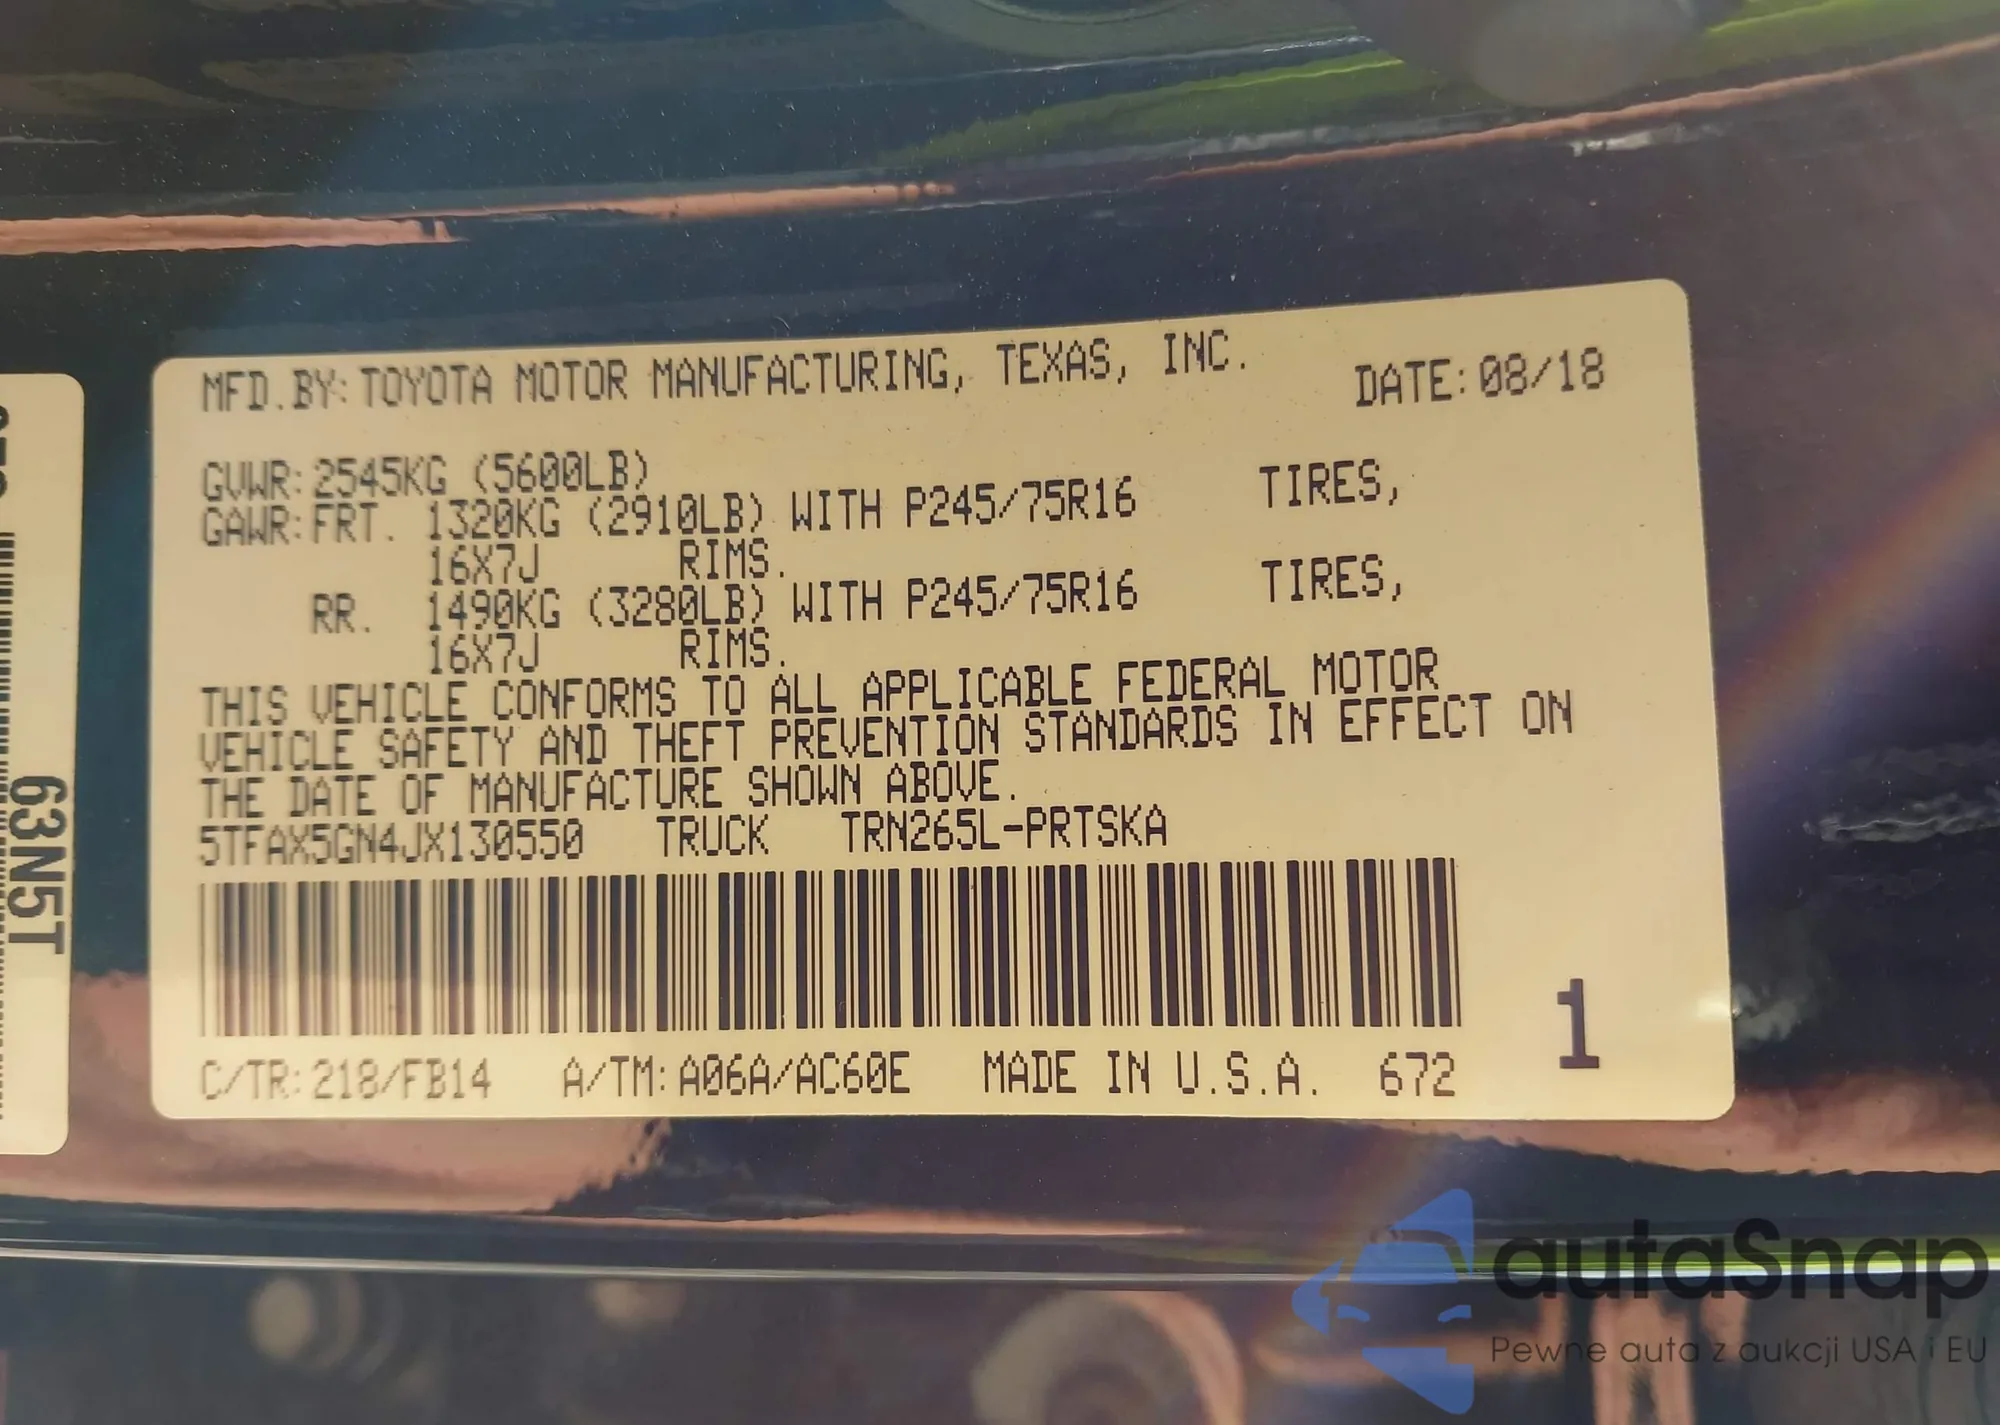 MFD.BY:TOYOTA MOTOR MANUFACTURING, TEXAS, INC. DATE:08/18
GVWR:2545KG (5600LB)
GAWR:FRT. 1320KG (2910LB) WITH P245/75R16 TIRES,
16X7J RIMS.
RR. 1490KG (3280LB) WITH P245/75R16 TIRES,
16X7J RIMS.
THIS VEHICLE CONFORMS TO ALL APPLICABLE FEDERAL MOTOR
VEHICLE SAFETY AND THEFT PREVENTION STANDARDS IN EFFECT ON
THE DATE OF MANUFACTURE SHOWN ABOVE.
5TFAX5GN4JX130550 TRUCK TRN265L-PRTSKA
C/TR:218/FB14 A/TM:A06A/AC60E MADE IN U.S.A. 672
1
63N5T
autaSnap
Pewne auta z aukcji USA i EU